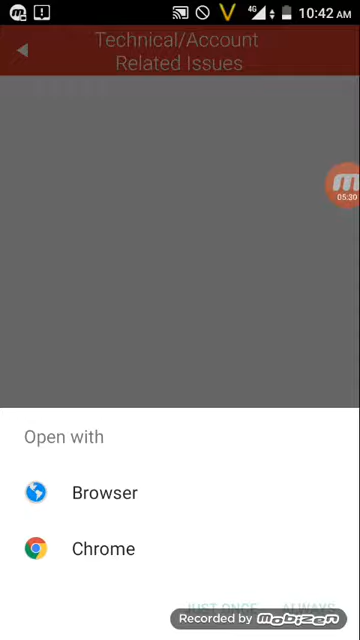 10:42 AM
4G
Technical/Account
Related Issues
05:30
Open with
Browser
Chrome
JUST ONCE ALWAYS
Recorded by mobizen